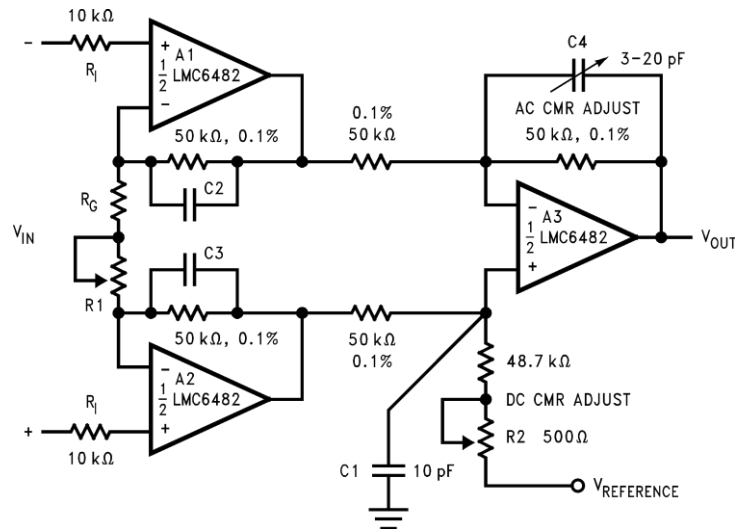 10 kΩ
−
R_I
+
A1
1/2 LMC6482
−
50 kΩ, 0.1%
C2
0.1%
50 kΩ
C4
3-20 pF
AC CMR ADJUST
50 kΩ, 0.1%
R_G
V_IN
R1
C3
50 kΩ, 0.1%
−
A3
1/2 LMC6482
+
V_OUT
−
A2
1/2 LMC6482
+
50 kΩ
0.1%
48.7 kΩ
DC CMR ADJUST
R2 500Ω
R_I
+
10 kΩ
C1
10 pF
V_REFERENCE